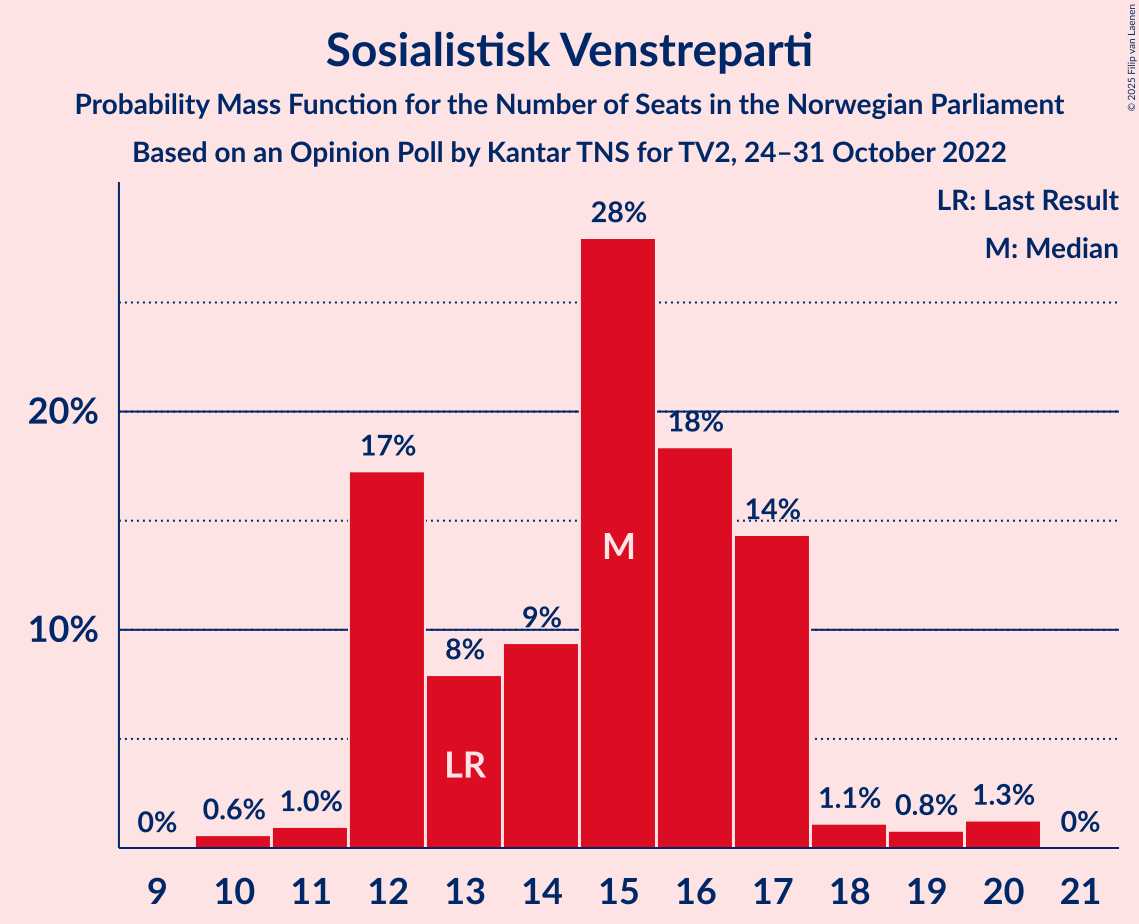 Sosialistisk Venstreparti
Probability Mass Function for the Number of Seats in the Norwegian Parliament
Based on an Opinion Poll by Kantar TNS for TV2, 24–31 October 2022
© 2025 Filip van Laenen
LR: Last Result
M: Median
28%
20%
18%
17%
14%
M
10%
9%
8%
LR
0%
0.6%
1.0%
1.1%
0.8%
1.3%
0%
9 10 11 12 13 14 15 16 17 18 19 20 21